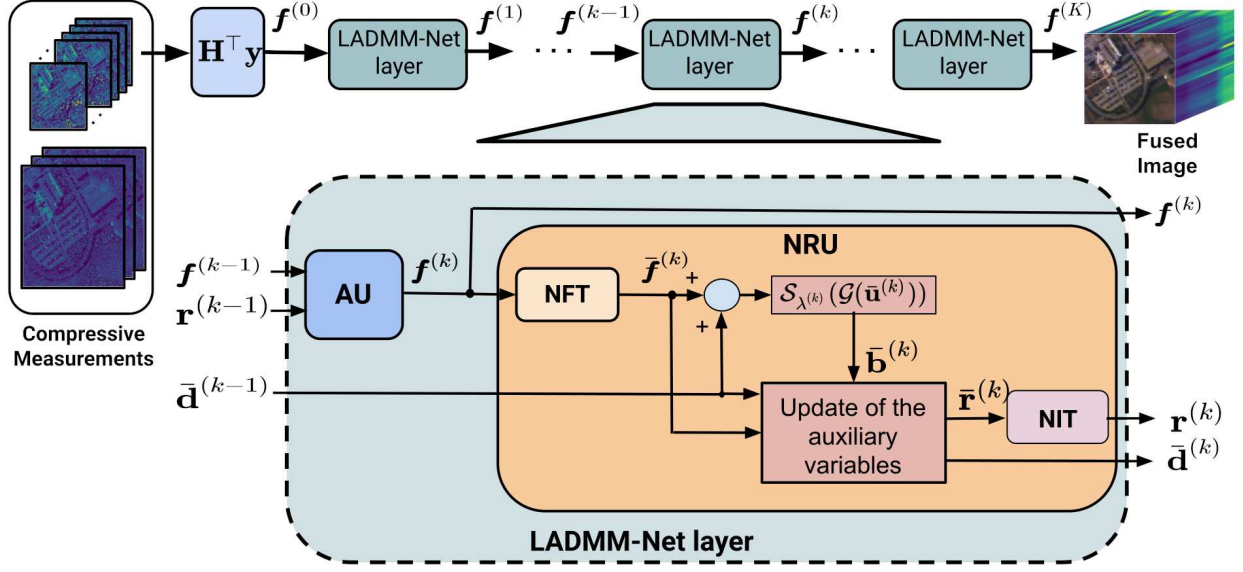 𝒇^(0)
𝒇^(1)
𝒇^(k−1)
𝒇^(k)
𝒇^(K)
𝐇^⊤ 𝐲
LADMM-Net
layer
· · ·
LADMM-Net
layer
· · ·
LADMM-Net
layer
Fused
Image
Compressive
Measurements
𝒇^(k)
NRU
𝒇^(k−1)
𝐫^(k−1)
AU
𝒇^(k)
NFT
𝒇̄^(k)
+
+
𝒮_λ^(k) (𝒢(𝐮̄^(k)))
𝐛̄^(k)
𝐝̄^(k−1)
Update of the
auxiliary
variables
𝐫̄^(k)
NIT
𝐫^(k)
𝐝̄^(k)
LADMM-Net layer